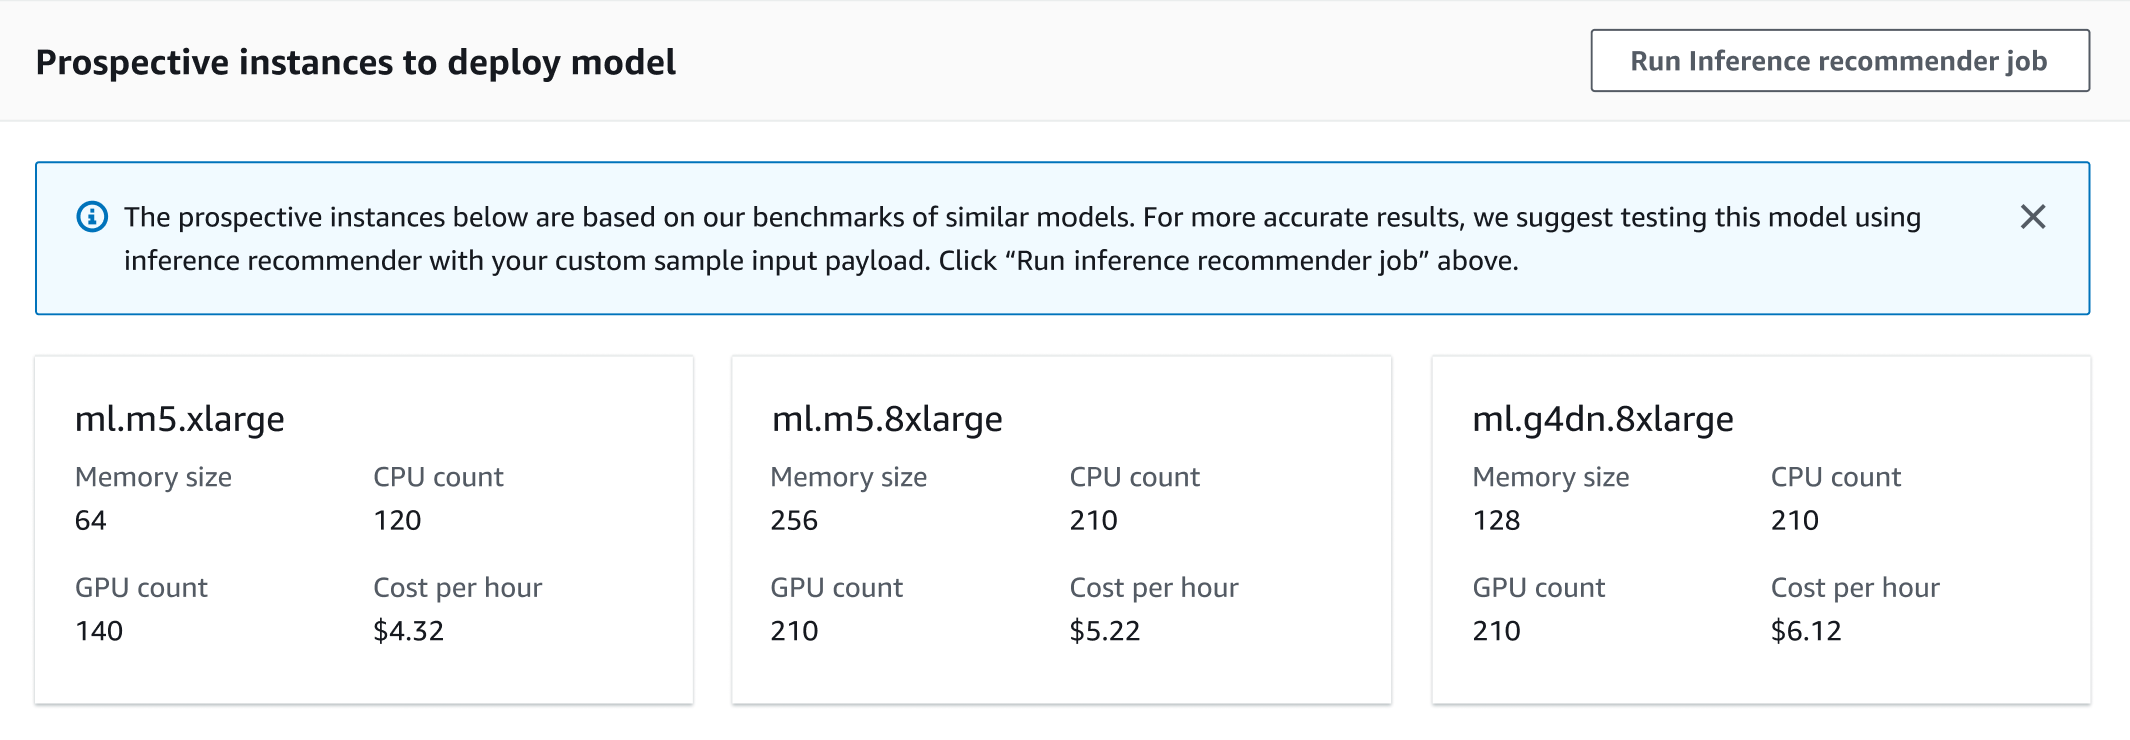 Prospective instances to deploy model
Run Inference recommender job
The prospective instances below are based on our benchmarks of similar models. For more accurate results, we suggest testing this model using
inference recommender with your custom sample input payload. Click “Run inference recommender job” above.
ml.m5.xlarge
Memory size
CPU count
64
120
GPU count
Cost per hour
140
$4.32
ml.m5.8xlarge
Memory size
CPU count
256
210
GPU count
Cost per hour
210
$5.22
ml.g4dn.8xlarge
Memory size
CPU count
128
210
GPU count
Cost per hour
210
$6.12